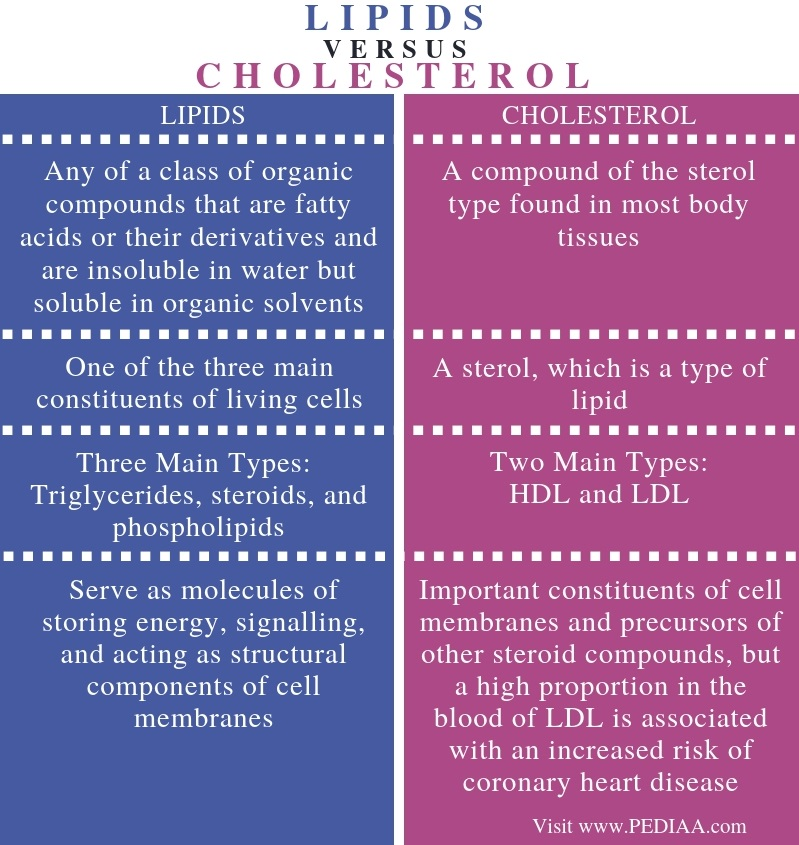 LIPIDS
VERSUS
CHOLESTEROL
LIPIDS
Any of a class of organic
compounds that are fatty
acids or their derivatives and
are insoluble in water but
soluble in organic solvents
One of the three main
constituents of living cells
Three Main Types:
Triglycerides, steroids, and
phospholipids
Serve as molecules of
storing energy, signalling,
and acting as structural
components of cell
membranes
CHOLESTEROL
A compound of the sterol
type found in most body
tissues
A sterol, which is a type of
lipid
Two Main Types:
HDL and LDL
Important constituents of cell
membranes and precursors of
other steroid compounds, but
a high proportion in the
blood of LDL is associated
with an increased risk of
coronary heart disease
Visit www.PEDIAA.com